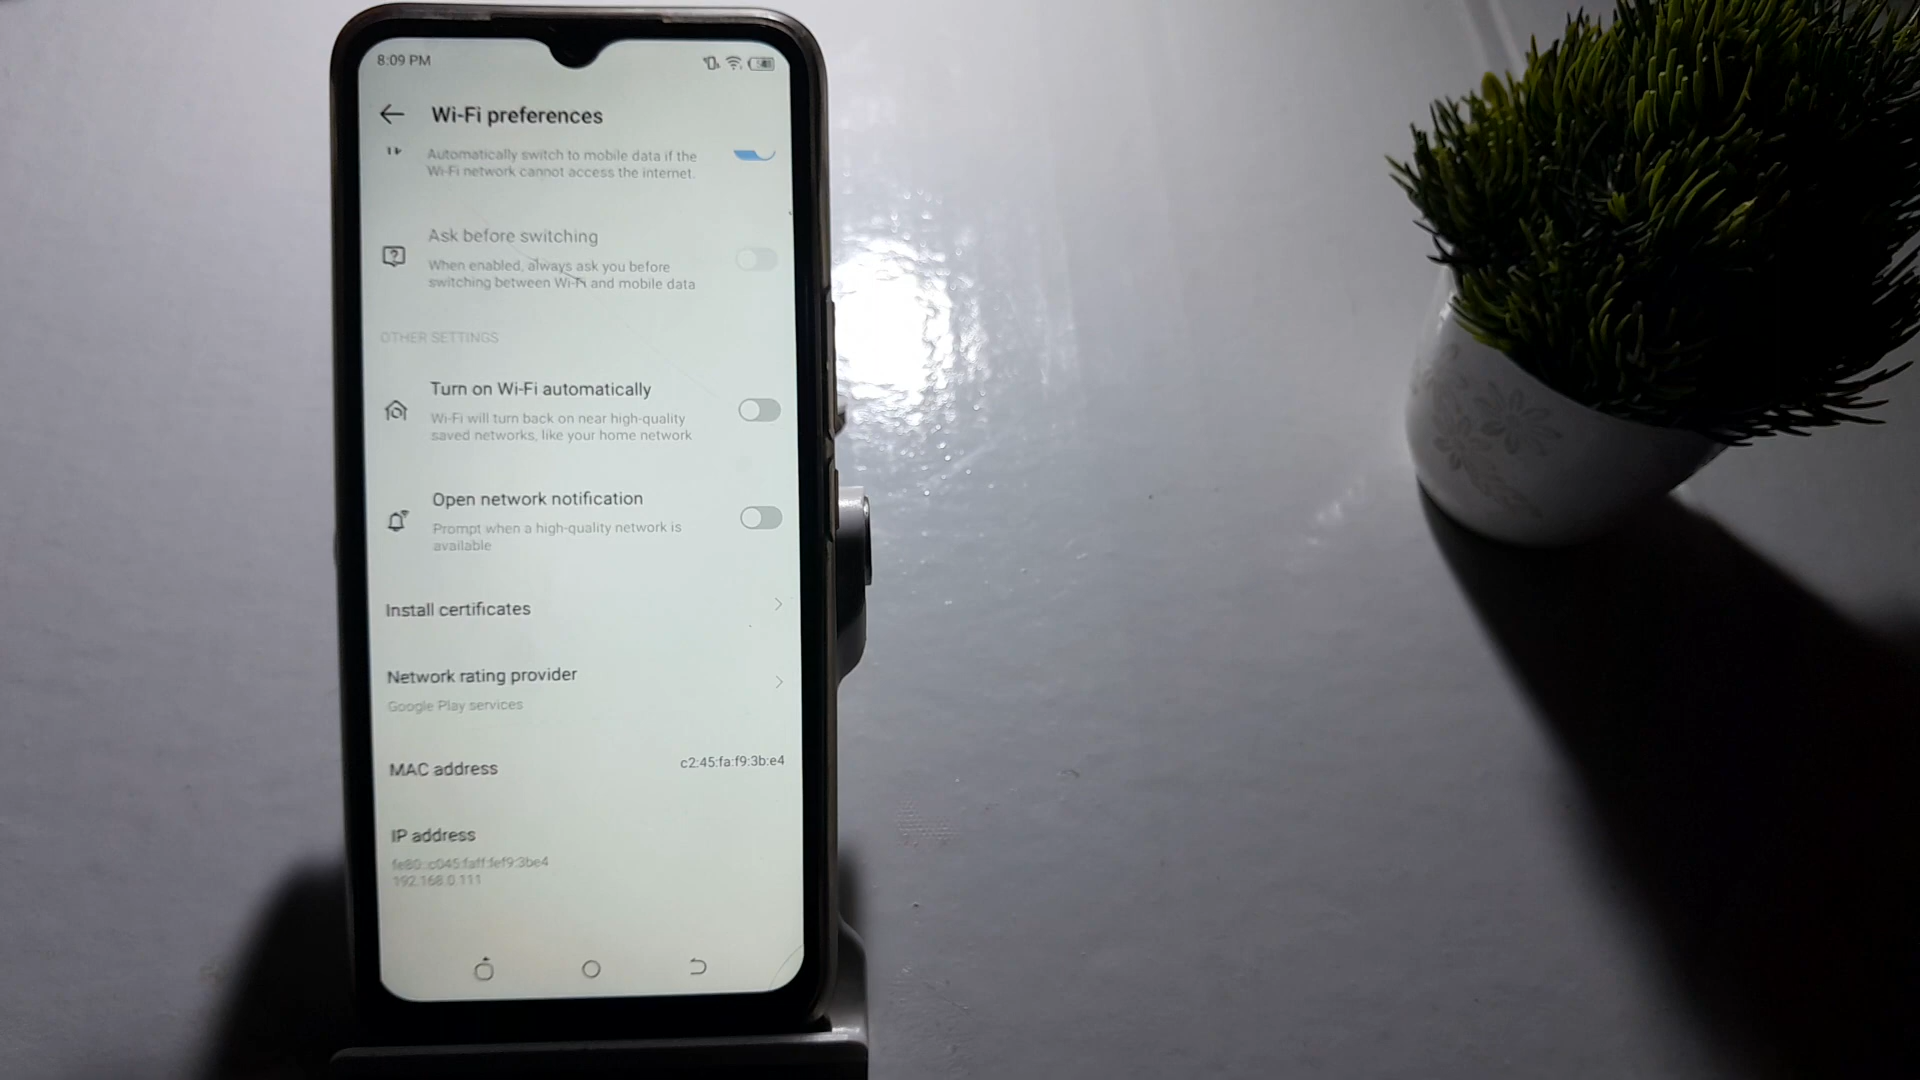 8:09 PM
Wi-Fi preferences
Automatically switch to mobile data if the
Wi-Fi network cannot access the internet.
Ask before switching
When enabled, always ask you before
switching between Wi-Fi and mobile data
OTHER SETTINGS
Turn on Wi-Fi automatically
Wi-Fi will turn back on near high-quality
saved networks, like your home network
Open network notification
Prompt when a high-quality network is
available
Install certificates
Network rating provider
Google Play services
MAC address
c2:45:fa:f9:3b:e4
IP address
fe80::c045:faff:fef9:3be4
192.168.0.111